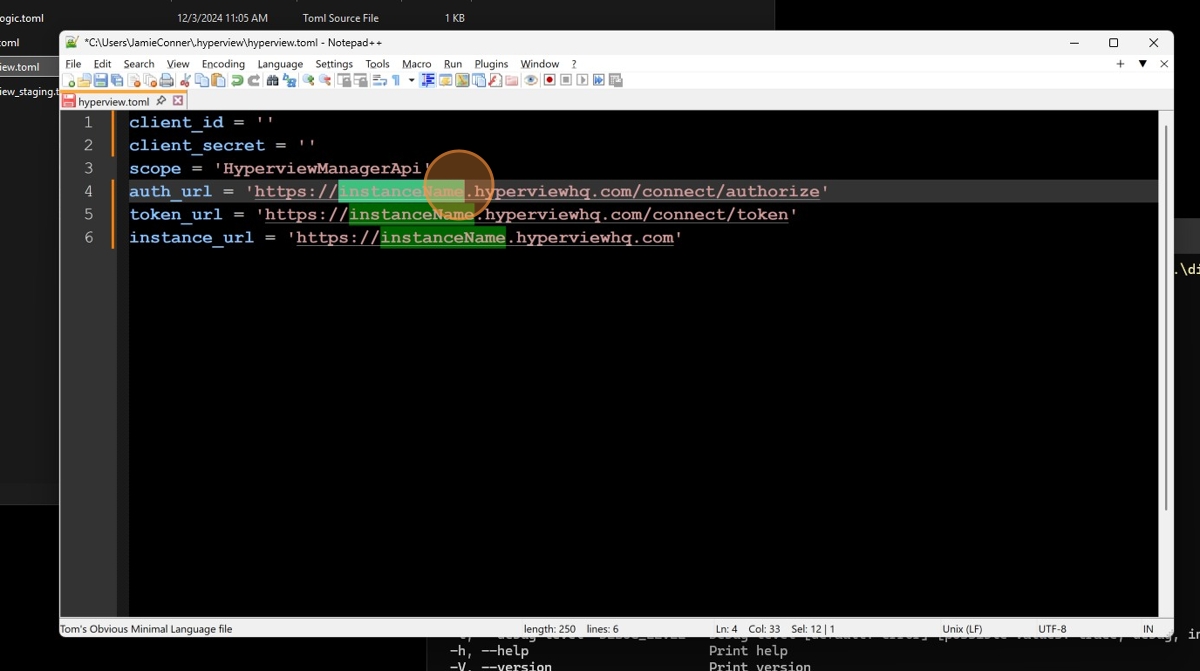 ogic.toml 12/3/2024 11:05 AM Toml Source File 1 KB
oml
*C:\Users\JamieConner\.hyperview\hyperview.toml - Notepad++
iew.toml
File Edit Search View Encoding Language Settings Tools Macro Run Plugins Window ?
iew_staging.t
hyperview.toml
1 client_id = ''
2 client_secret = ''
3 scope = 'HyperviewManagerApi'
4 auth_url = 'https://instanceName.hyperviewhq.com/connect/authorize'
5 token_url = 'https://instanceName.hyperviewhq.com/connect/token'
6 instance_url = 'https://instanceName.hyperviewhq.com'
.\di
Tom's Obvious Minimal Language file length: 250 lines: 6 Ln: 4 Col: 33 Sel: 12 | 1 Unix (LF) UTF-8 IN
-h, --help Print help
-V, --version Print version